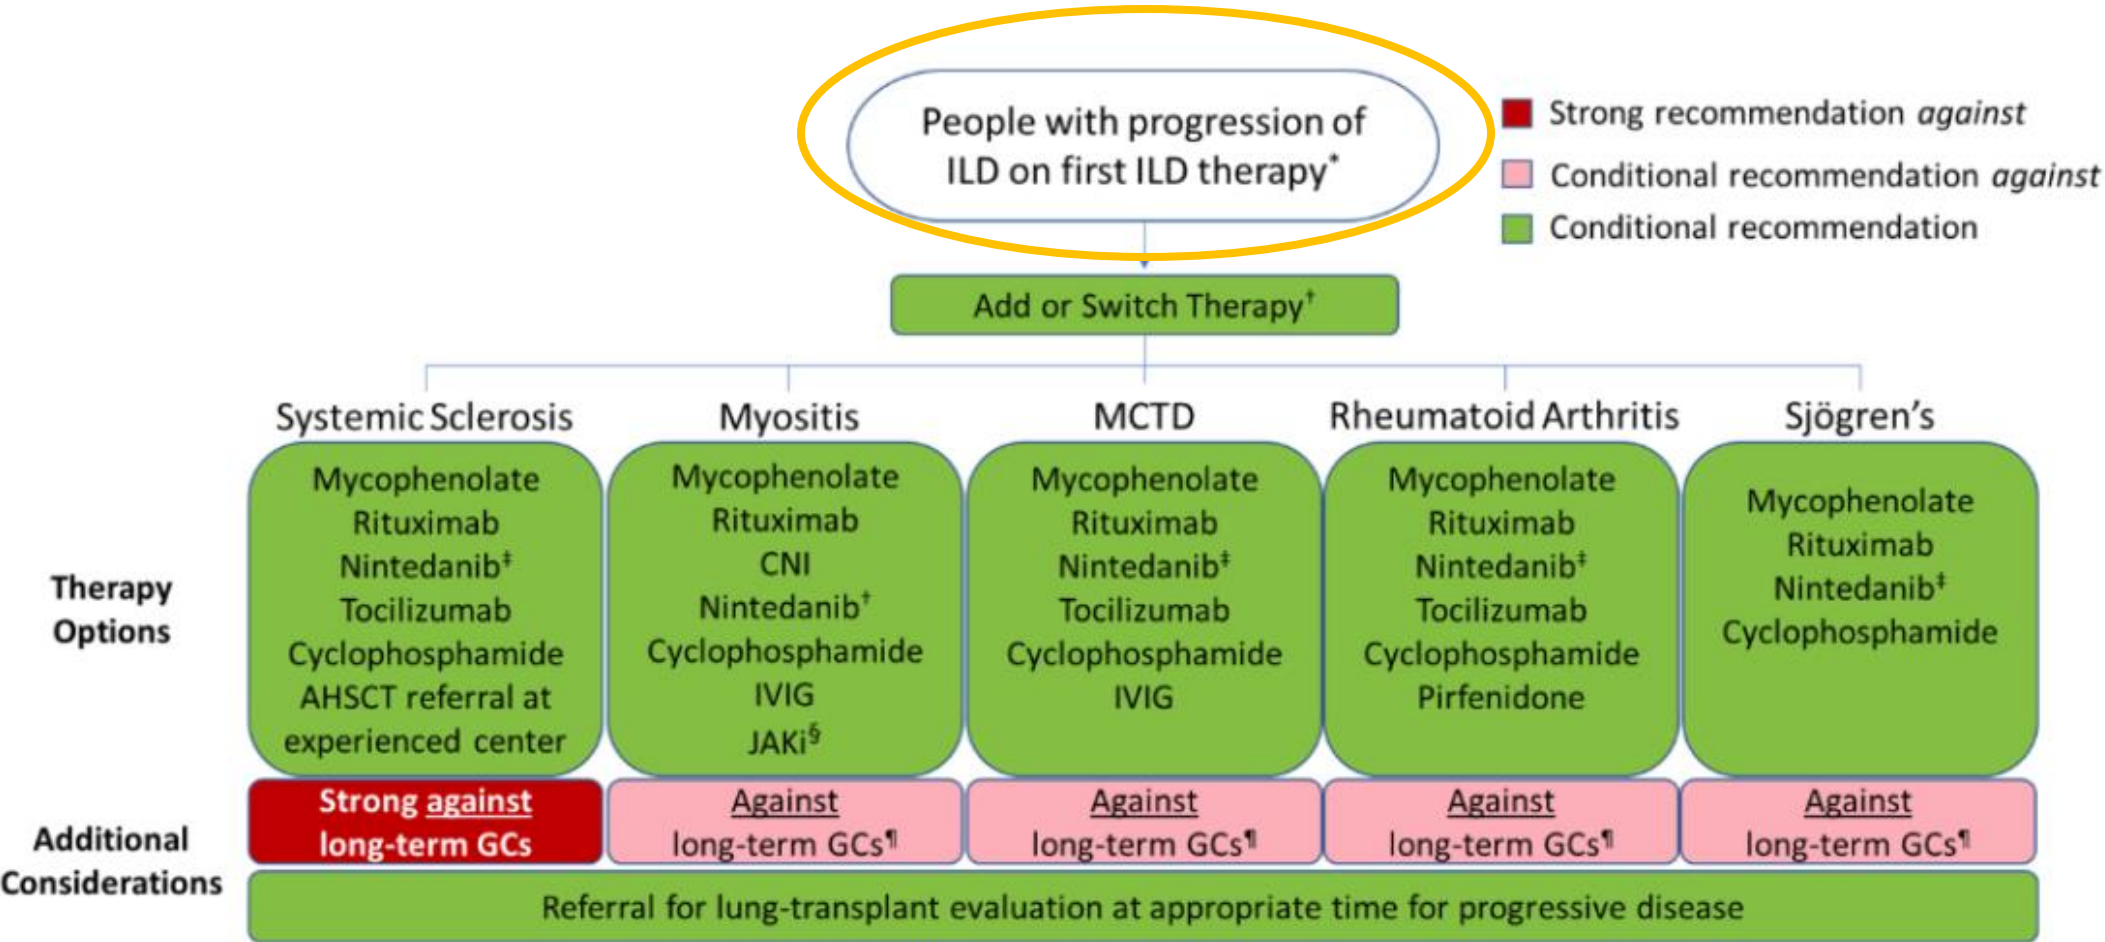 People with progression of
ILD on first ILD therapy*
Strong recommendation against
Conditional recommendation against
Conditional recommendation
Add or Switch Therapy†
Systemic Sclerosis
Myositis
MCTD
Rheumatoid Arthritis
Sjögren's
Therapy
Options
Mycophenolate
Rituximab
Nintedanib‡
Tocilizumab
Cyclophosphamide
AHSCT referral at
experienced center
Mycophenolate
Rituximab
CNI
Nintedanib†
Cyclophosphamide
IVIG
JAKi§
Mycophenolate
Rituximab
Nintedanib‡
Tocilizumab
Cyclophosphamide
IVIG
Mycophenolate
Rituximab
Nintedanib‡
Tocilizumab
Cyclophosphamide
Pirfenidone
Mycophenolate
Rituximab
Nintedanib‡
Cyclophosphamide
Additional
Considerations
Strong against
long-term GCs
Against
long-term GCs¶
Against
long-term GCs¶
Against
long-term GCs¶
Against
long-term GCs¶
Referral for lung-transplant evaluation at appropriate time for progressive disease